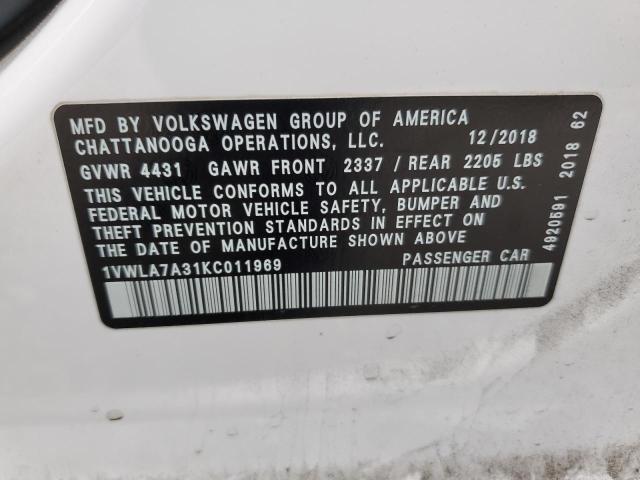 MFD BY VOLKSWAGEN GROUP OF AMERICA
CHATTANOOGA OPERATIONS, LLC. 12/2018
GVWR 4431 GAWR FRONT 2337 / REAR 2205 LBS
THIS VEHICLE CONFORMS TO ALL APPLICABLE U.S.
FEDERAL MOTOR VEHICLE SAFETY, BUMPER AND
THEFT PREVENTION STANDARDS IN EFFECT ON
THE DATE OF MANUFACTURE SHOWN ABOVE
1VWLA7A31KC011969 PASSENGER CAR
4920591 2018 62